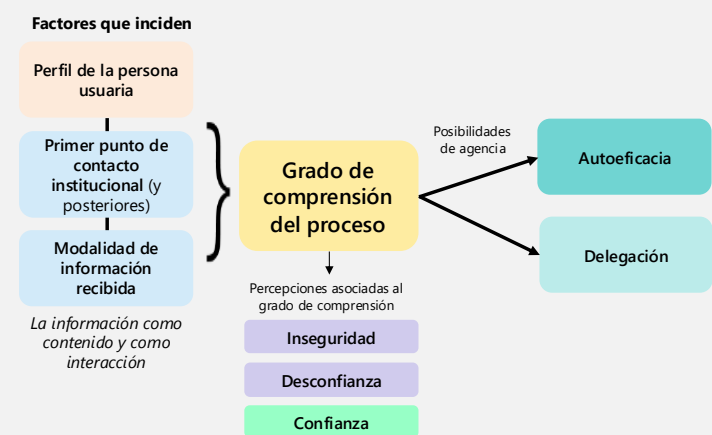 Factores que inciden
Perfil de la persona
usuaria
Primer punto de
contacto
institucional (y
posteriores)
Modalidad de
información
recibida
La información como
contenido y como
interacción
Grado de
comprensión
del proceso
Percepciones asociadas al
grado de comprensión
Inseguridad
Desconfianza
Confianza
Posibilidades
de agencia
Autoeficacia
Delegación